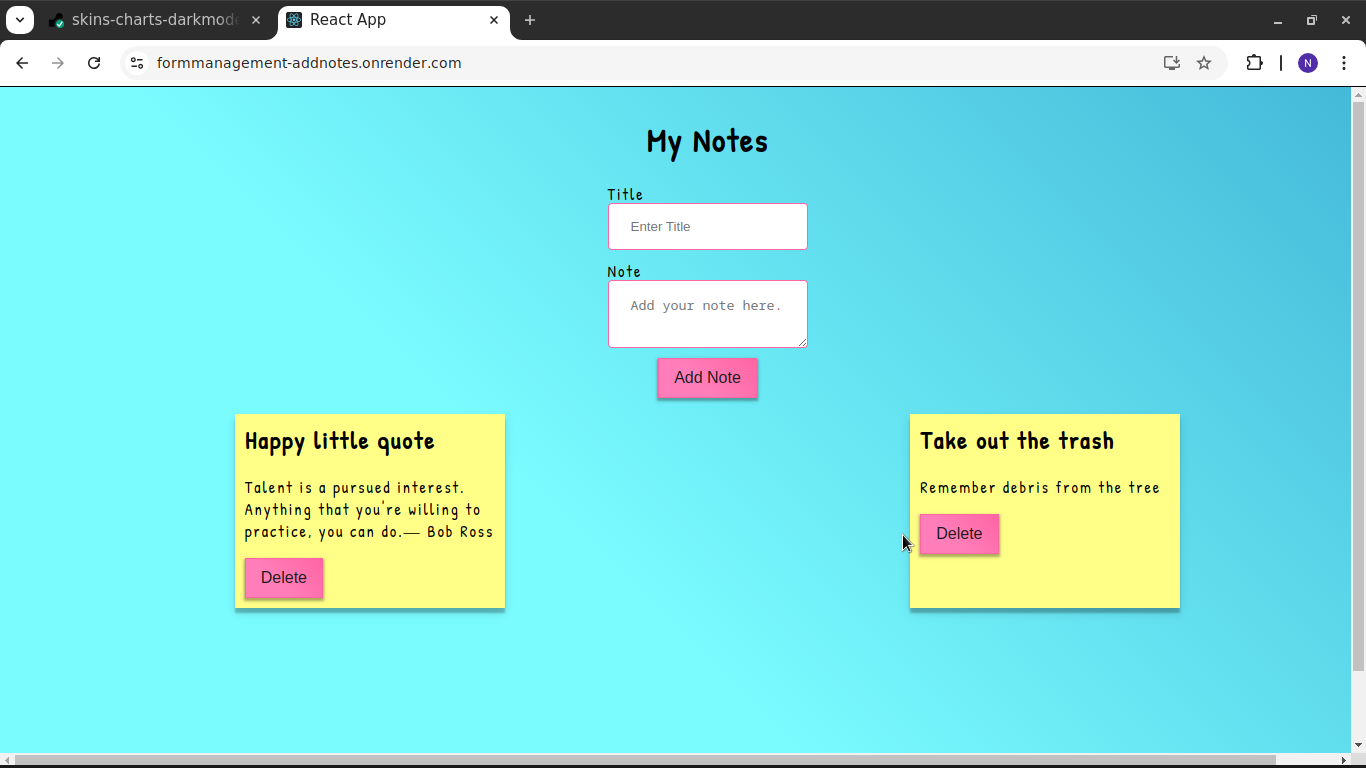 skins-charts-darkmod
React App
formmanagement-addnotes.onrender.com
N
My Notes
Title
Enter Title
Note
Add your note here.
Add Note
Happy little quote
Talent is a pursued interest.
Anything that you're willing to
practice, you can do.— Bob Ross
Delete
Take out the trash
Remember debris from the tree
Delete